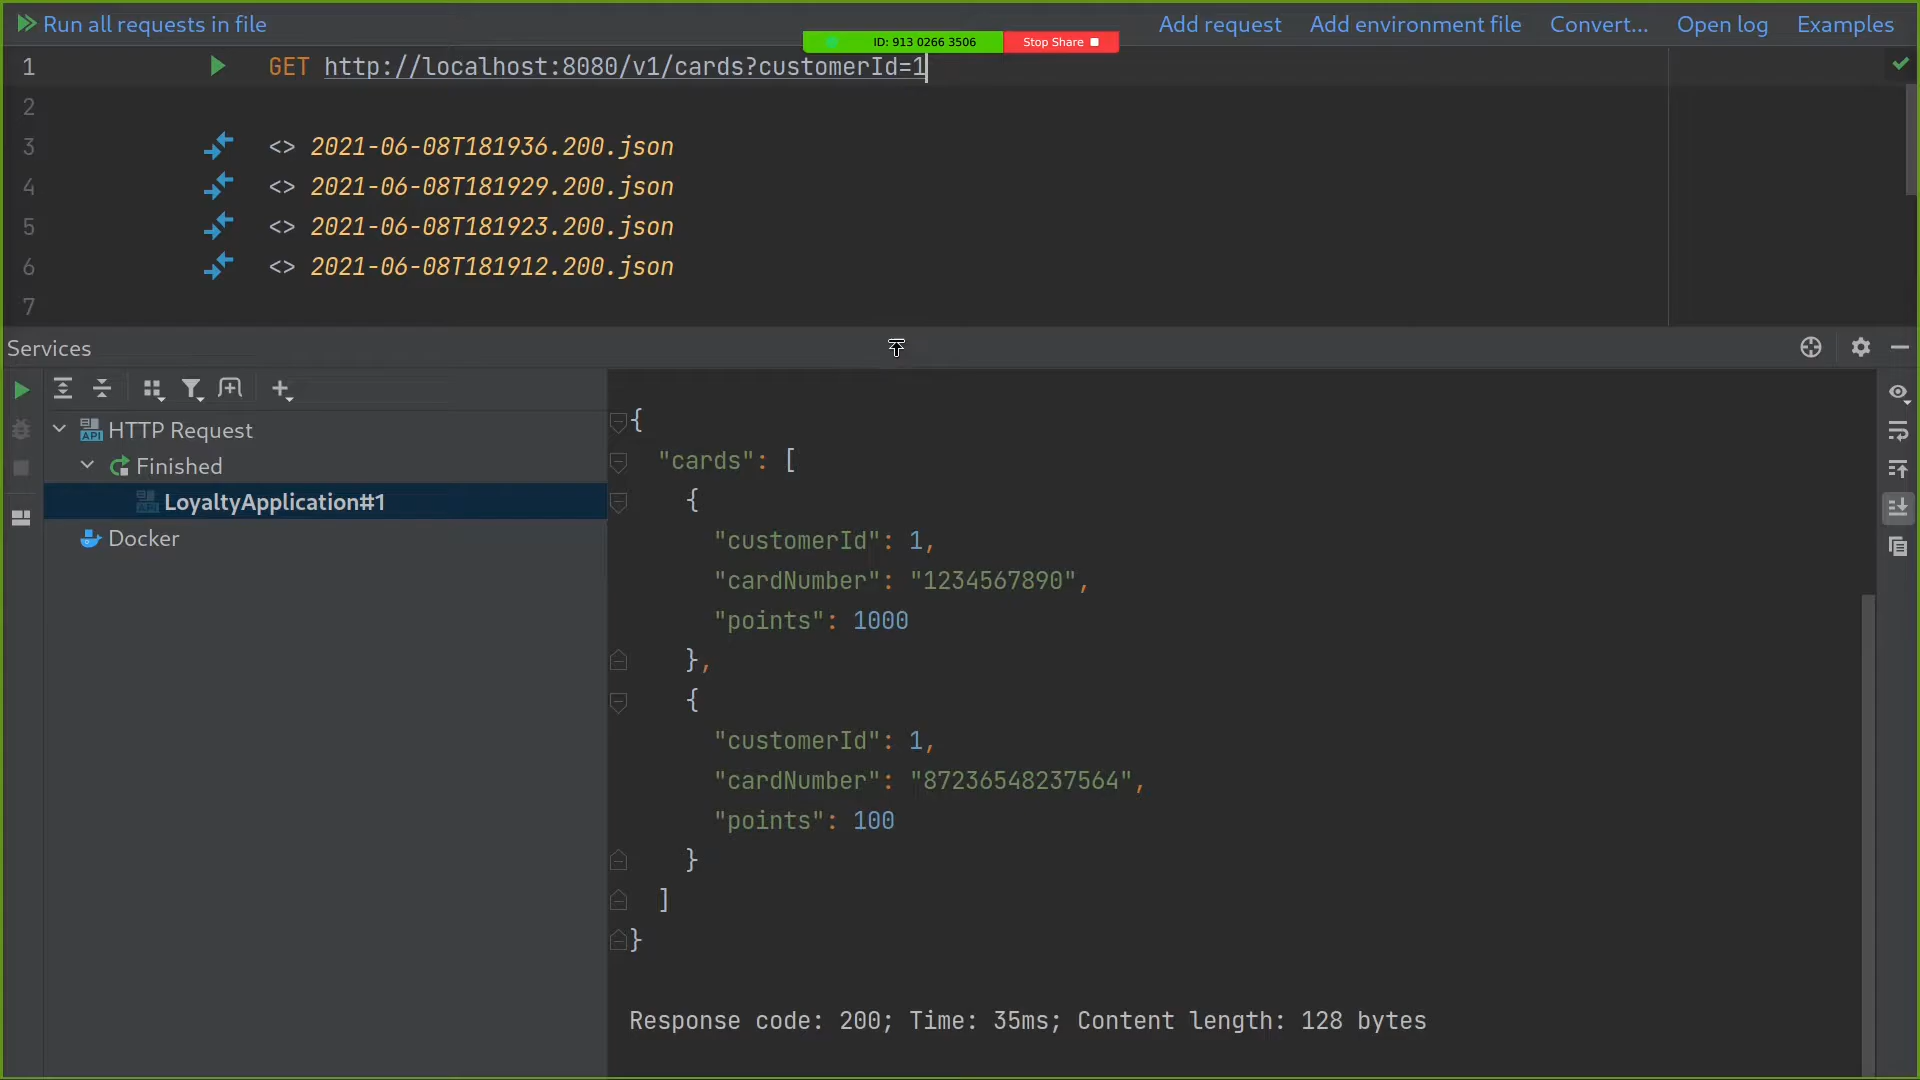 Run all requests in file
Add request Add environment file Convert... Open log Examples
ID: 913 0266 3506 Stop Share
1 GET http://localhost:8080/v1/cards?customerId=1
2
3 <> 2021-06-08T181936.200.json
4 <> 2021-06-08T181929.200.json
5 <> 2021-06-08T181923.200.json
6 <> 2021-06-08T181912.200.json
7
Services
HTTP Request
Finished
LoyaltyApplication#1
Docker
{
"cards": [
{
"customerId": 1,
"cardNumber": "1234567890",
"points": 1000
},
{
"customerId": 1,
"cardNumber": "87236548237564",
"points": 100
}
]
}
Response code: 200; Time: 35ms; Content length: 128 bytes